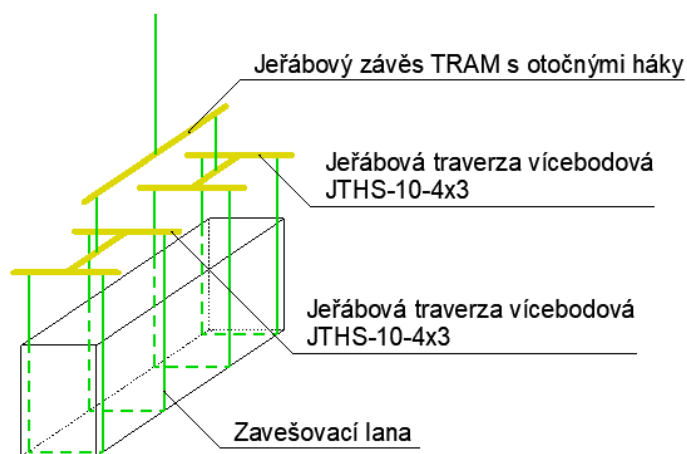 Jeřábový závěs TRAM s otočnými háky
Jeřábová traverza vícebodová
JTHS-10-4x3
Jeřábová traverza vícebodová
JTHS-10-4x3
Zavešovací lana